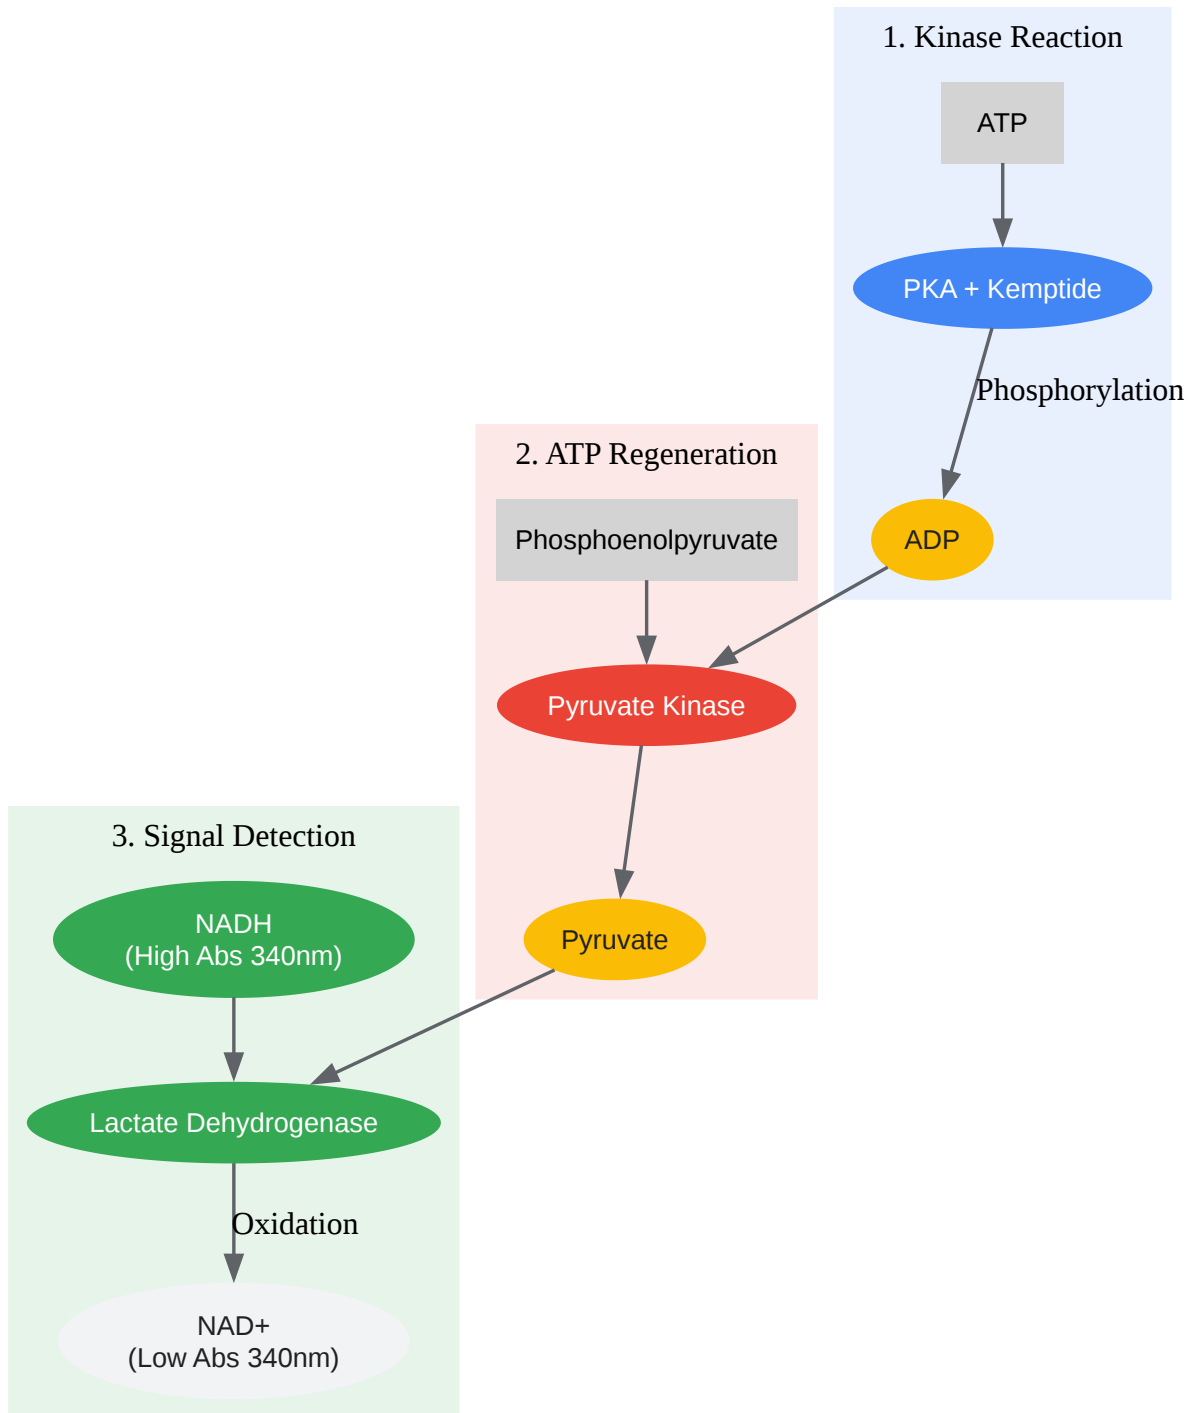 1. Kinase Reaction
ATP
PKA + Kemptide
Phosphorylation
ADP
2. ATP Regeneration
Phosphoenolpyruvate
Pyruvate Kinase
Pyruvate
3. Signal Detection
NADH
(High Abs 340nm)
Lactate Dehydrogenase
Oxidation
NAD+
(Low Abs 340nm)